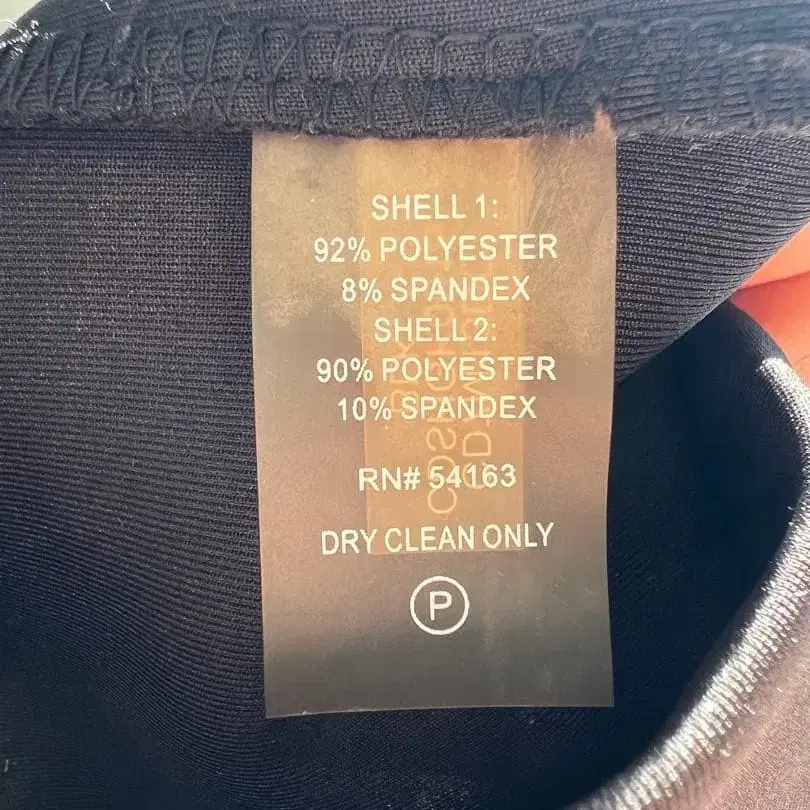 SHELL 1:
92% POLYESTER
8% SPANDEX
SHELL 2:
90% POLYESTER
10% SPANDEX
RN# 54163
DRY CLEAN ONLY
P